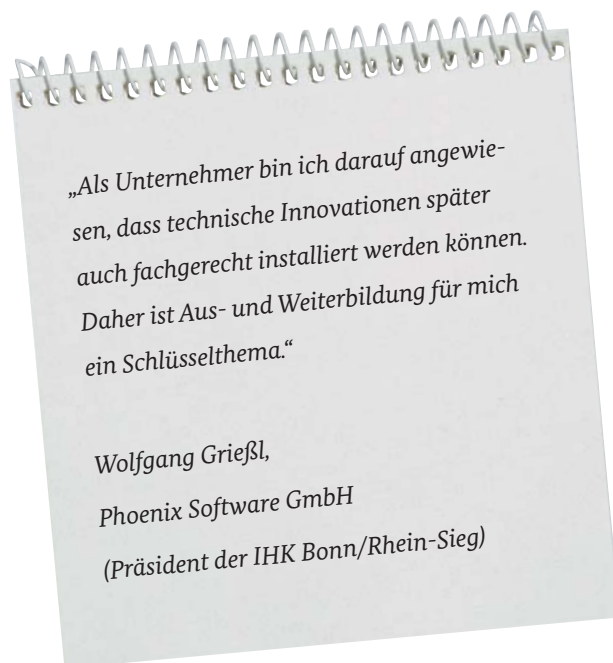 „Als Unternehmer bin ich darauf angewie-
sen, dass technische Innovationen später
auch fachgerecht installiert werden können.
Daher ist Aus- und Weiterbildung für mich
ein Schlüsselthema.“
Wolfgang Grießl,
Phoenix Software GmbH
(Präsident der IHK Bonn/Rhein-Sieg)